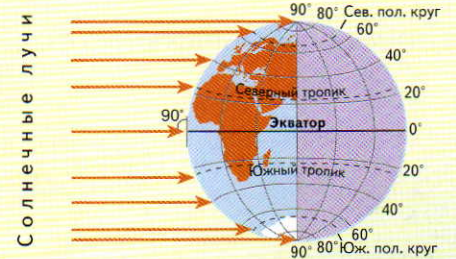 Солнечные лучи
90° 80° Сев. пол. круг
60°
40°
20°
Северный тропик
90°
Экватор
0°
Южный тропик
20°
40°
60°
90° 80° Юж. пол. круг